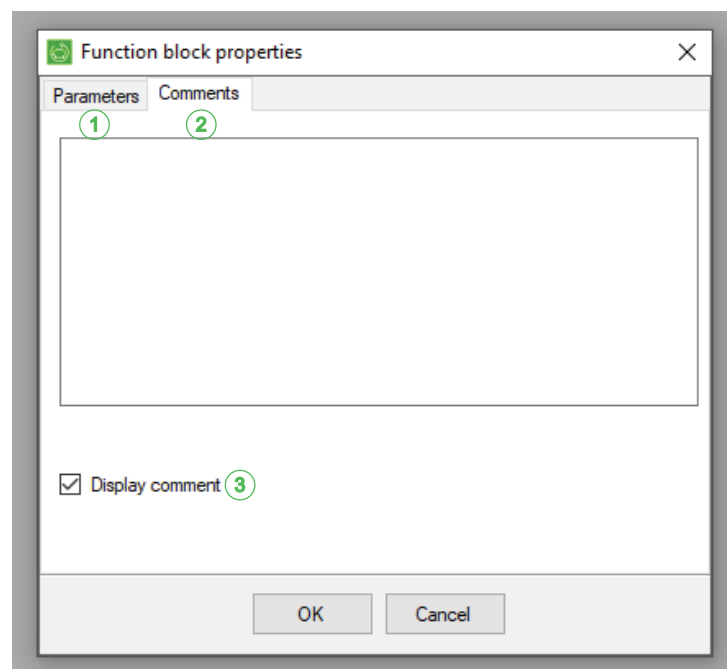 Function block properties
Parameters Comments
1 2
Display comment 3
OK Cancel